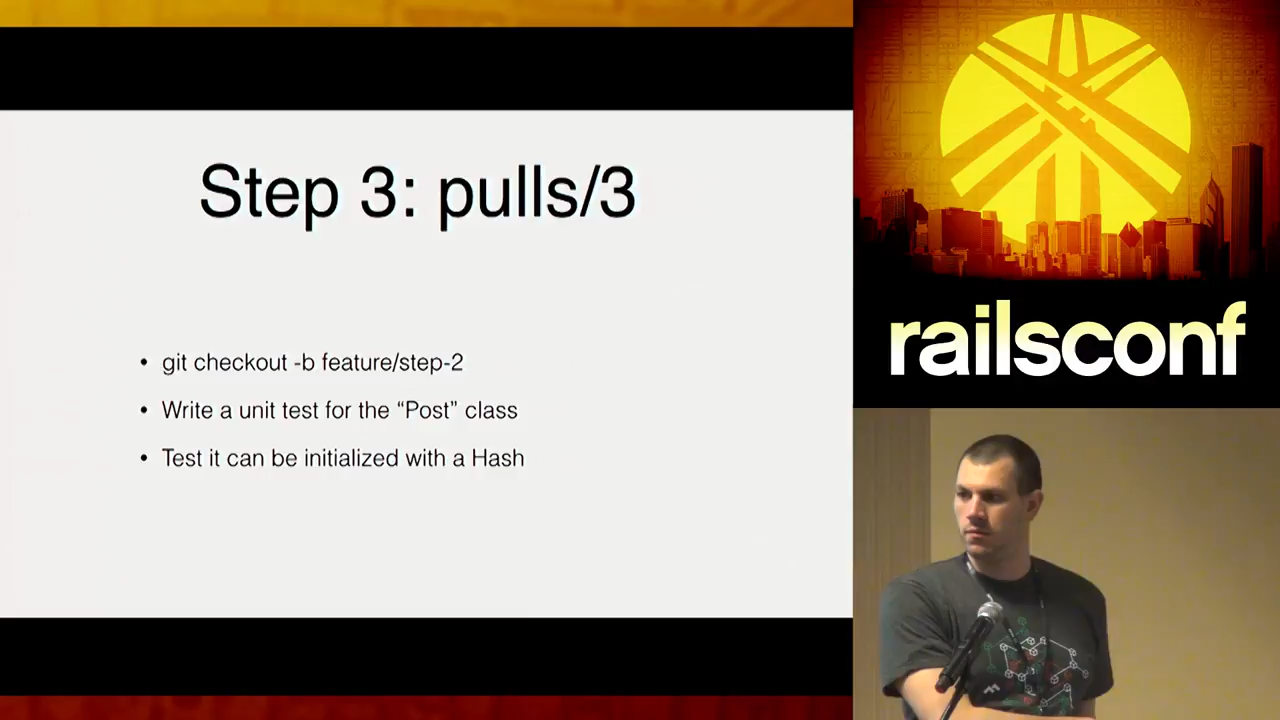 Step 3: pulls/3
• git checkout -b feature/step-2
• Write a unit test for the “Post” class
• Test it can be initialized with a Hash
railsconf